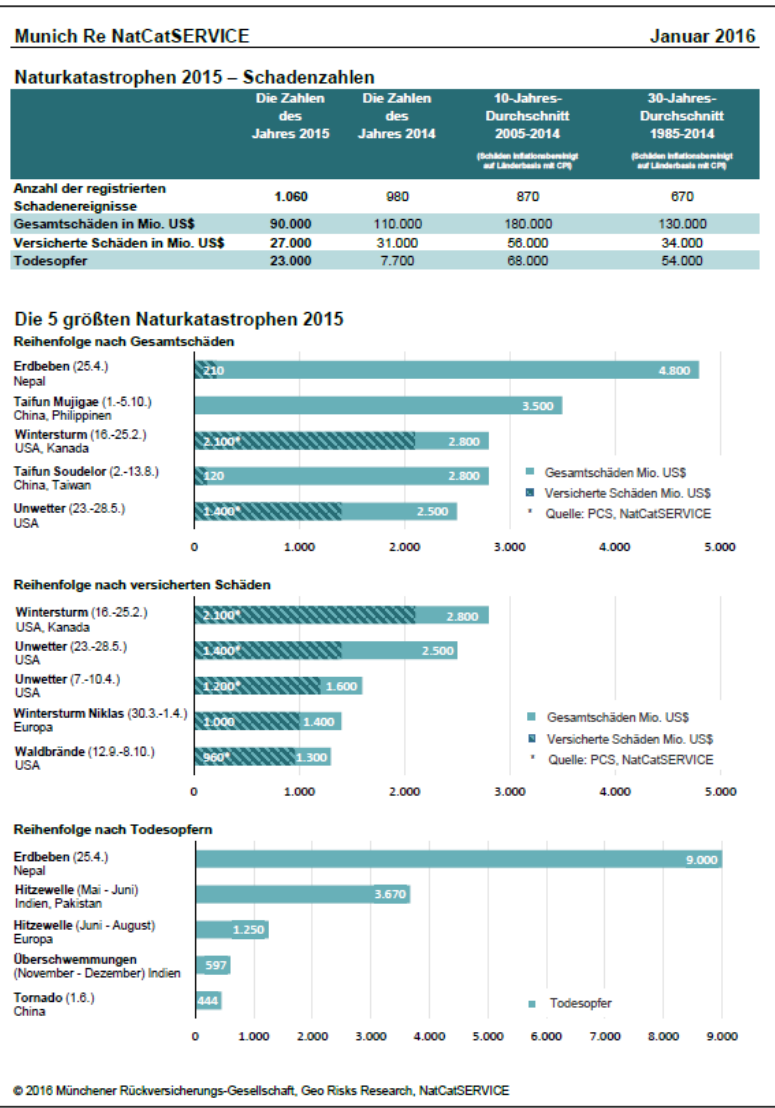 Munich Re NatCatSERVICE Januar 2016
Naturkatastrophen 2015 – Schadenzahlen
Die Zahlen des Jahres 2015
Die Zahlen des Jahres 2014
10-Jahres-Durchschnitt 2005-2014
(Schäden inflationsbereinigt auf Länderbasis mit CPI)
30-Jahres-Durchschnitt 1985-2014
(Schäden inflationsbereinigt auf Länderbasis mit CPI)
Anzahl der registrierten Schadenereignisse 1.060 980 870 670
Gesamtschäden in Mio. US$ 90.000 110.000 180.000 130.000
Versicherte Schäden in Mio. US$ 27.000 31.000 56.000 34.000
Todesopfer 23.000 7.700 68.000 54.000
Die 5 größten Naturkatastrophen 2015
Reihenfolge nach Gesamtschäden
Erdbeben (25.4.) 210 4.800
Nepal
Taifun Mujigae (1.-5.10.) 3.500
China, Philippinen
Wintersturm (16.-25.2.) 2.100* 2.800
USA, Kanada
Taifun Soudelor (2.-13.8.) 120 2.800
China, Taiwan
Unwetter (23.-28.5.) 1.400* 2.500
USA
Gesamtschäden Mio. US$
Versicherte Schäden Mio. US$
* Quelle: PCS, NatCatSERVICE
0 1.000 2.000 3.000 4.000 5.000
Reihenfolge nach versicherten Schäden
Wintersturm (16.-25.2.) 2.100* 2.800
USA, Kanada
Unwetter (23.-28.5.) 1.400* 2.500
USA
Unwetter (7.-10.4.) 1.200* 1.600
USA
Wintersturm Niklas (30.3.-1.4.) 1.000 1.400
Europa
Waldbrände (12.9.-8.10.) 960* 1.300
USA
Gesamtschäden Mio. US$
Versicherte Schäden Mio. US$
* Quelle: PCS, NatCatSERVICE
0 1.000 2.000 3.000 4.000 5.000
Reihenfolge nach Todesopfern
Erdbeben (25.4.) 9.000
Nepal
Hitzewelle (Mai - Juni) 3.670
Indien, Pakistan
Hitzewelle (Juni - August) 1.250
Europa
Überschwemmungen 597
(November - Dezember) Indien
Tornado (1.6.) 444
China
Todesopfer
0 1.000 2.000 3.000 4.000 5.000 6.000 7.000 8.000 9.000
© 2016 Münchener Rückversicherungs-Gesellschaft, Geo Risks Research, NatCatSERVICE